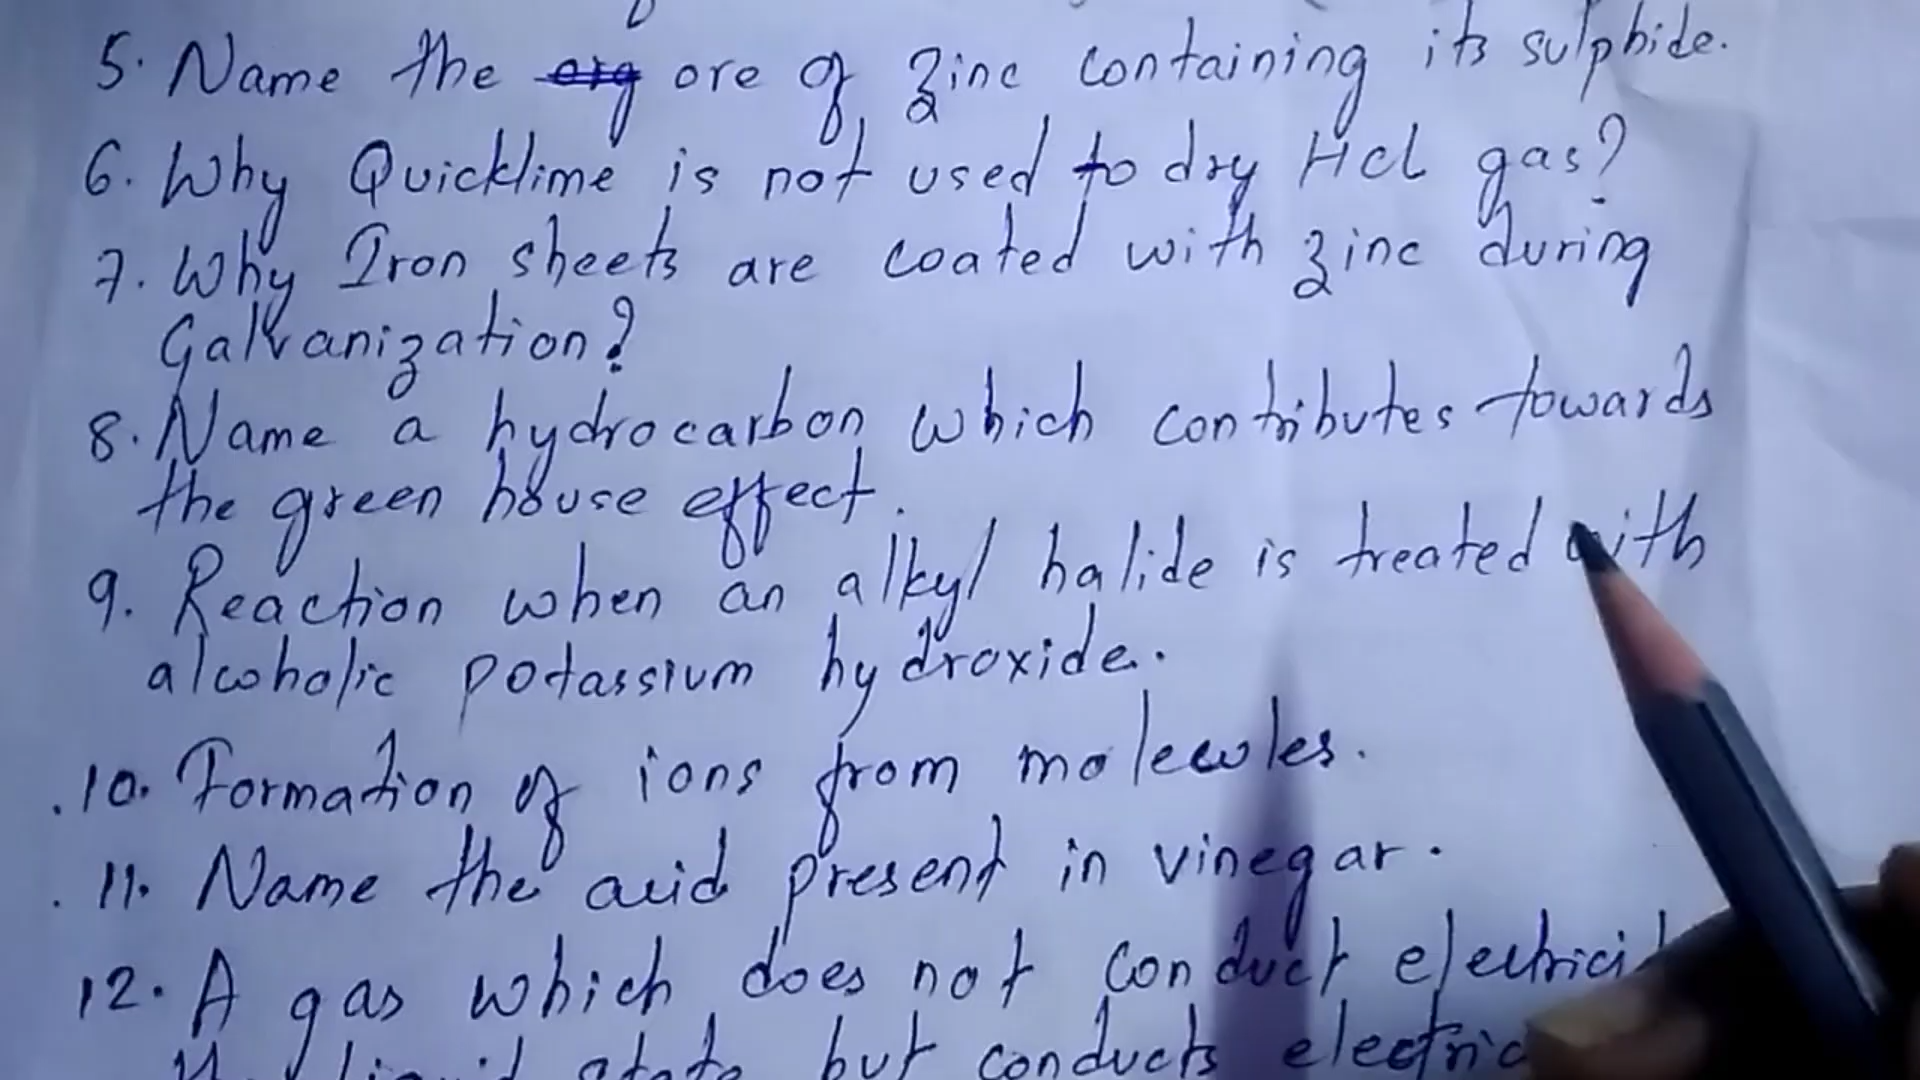 5. Name the ore of zinc containing its sulphide.
6. Why Quicklime is not used to dry Hcl gas?
7. Why Iron sheets are coated with zinc during
Galvanization?
8. Name a hydrocarbon which contributes towards
the green house effect.
9. Reaction when an alkyl halide is treated with
alcoholic potassium hydroxide.
10. Formation of ions from molecules.
11. Name the acid present in vinegar.
12. A gas which does not conduct
liquid state but conducts